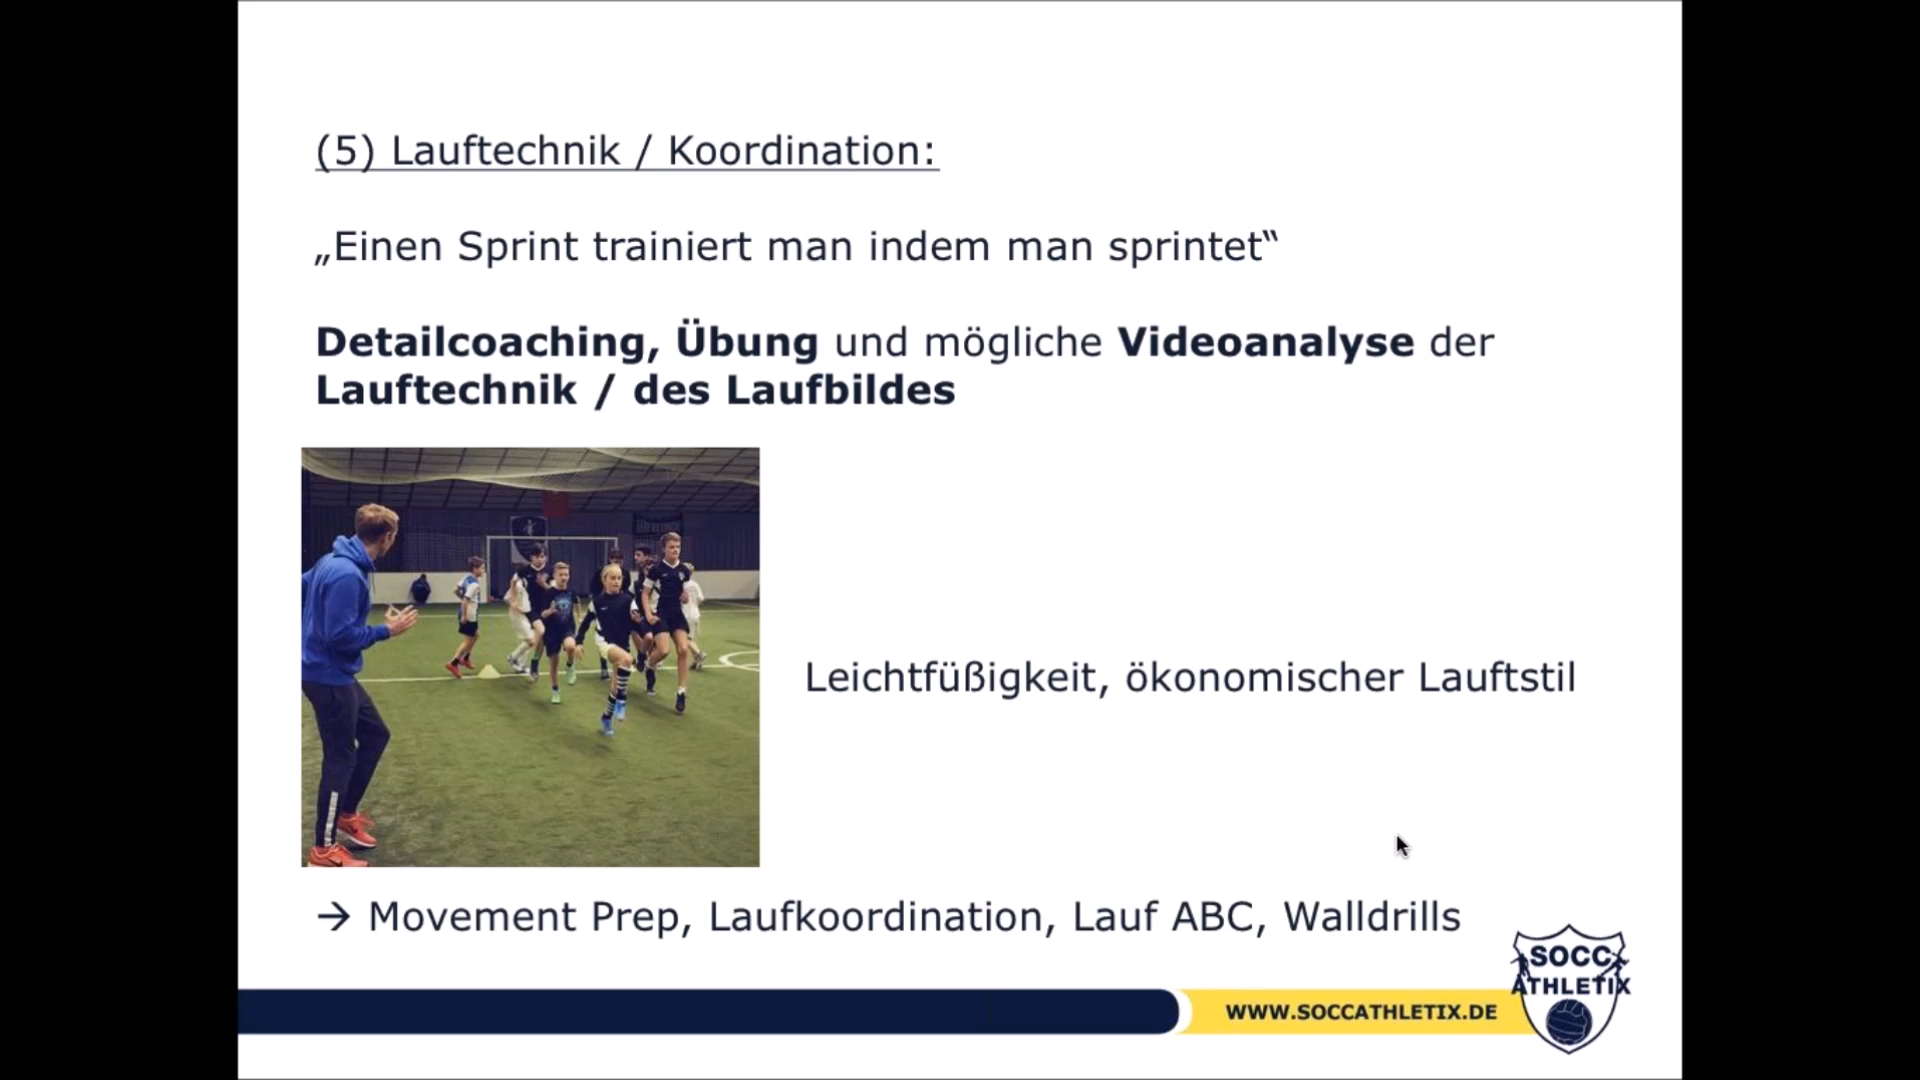 (5) Lauftechnik / Koordination:
„Einen Sprint trainiert man indem man sprintet“
Detailcoaching, Übung und mögliche Videoanalyse der
Lauftechnik / des Laufbildes
Leichtfüßigkeit, ökonomischer Lauftstil
→ Movement Prep, Laufkoordination, Lauf ABC, Walldrills
WWW.SOCCATHLETIX.DE
SOCC
ATHLETIX